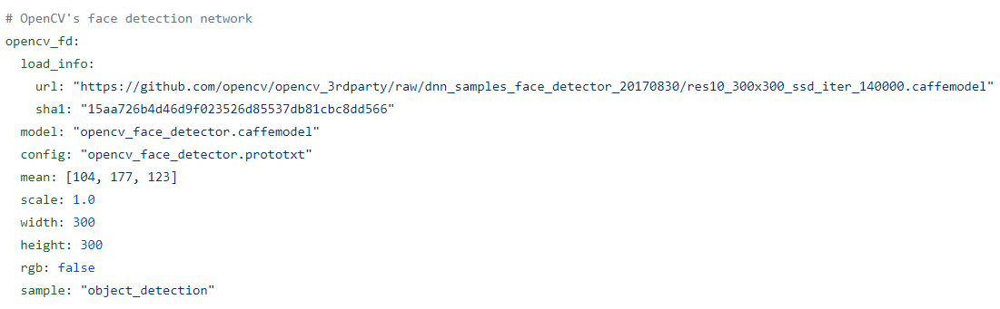 # OpenCV's face detection network
opencv_fd:
  load_info:
    url: "https://github.com/opencv/opencv_3rdparty/raw/dnn_samples_face_detector_20170830/res10_300x300_ssd_iter_140000.caffemodel"
    sha1: "15aa726b4d46d9f023526d85537db81cbc8dd566"
  model: "opencv_face_detector.caffemodel"
  config: "opencv_face_detector.prototxt"
  mean: [104, 177, 123]
  scale: 1.0
  width: 300
  height: 300
  rgb: false
  sample: "object_detection"